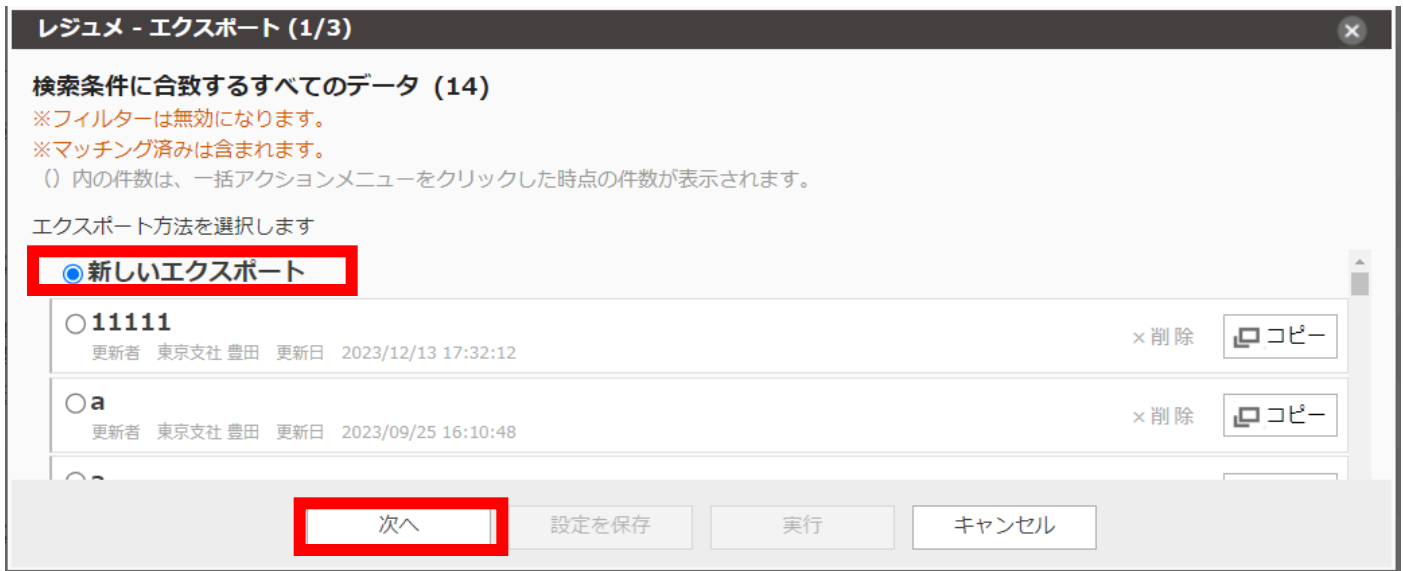 レジュメ - エクスポート (1/3)
検索条件に合致するすべてのデータ (14)
※フィルターは無効になります。
※マッチング済みは含まれます。
（）内の件数は、一括アクションメニューをクリックした時点の件数が表示されます。
エクスポート方法を選択します
新しいエクスポート
11111
更新者 東京支社 豊田 更新日 2023/12/13 17:32:12
×削除 コピー
a
更新者 東京支社 豊田 更新日 2023/09/25 16:10:48
×削除 コピー
次へ 設定を保存 実行 キャンセル